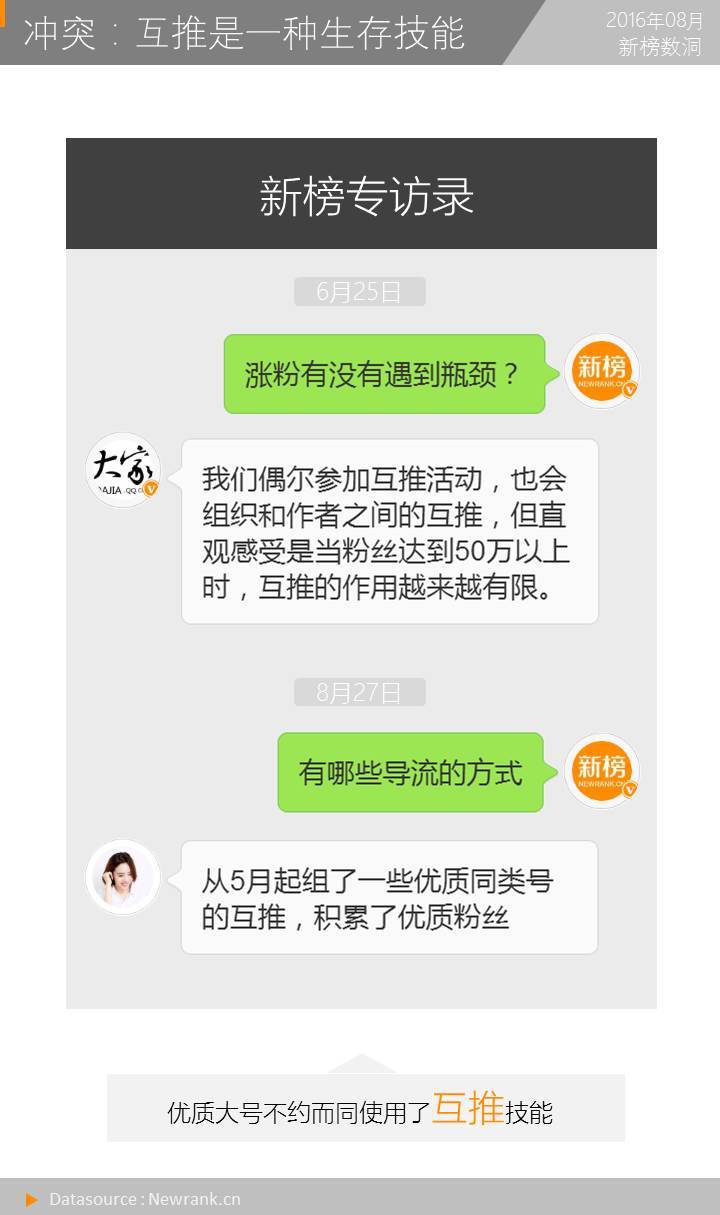 冲突：互推是一种生存技能
2016年08月
新榜数洞
新榜专访录
6月25日
涨粉有没有遇到瓶颈？
新榜
NEWRANK.CN
V
大家
AJIA.QQ.C
V
我们偶尔参加互推活动，也会
组织和作者之间的互推，但直
观感受是当粉丝达到50万以上
时，互推的作用越来越有限。
8月27日
有哪些导流的方式
新榜
NEWRANK.CN
V
从5月起组了一些优质同类号
的互推，积累了优质粉丝
优质大号不约而同使用了互推技能
Datasource : Newrank.cn